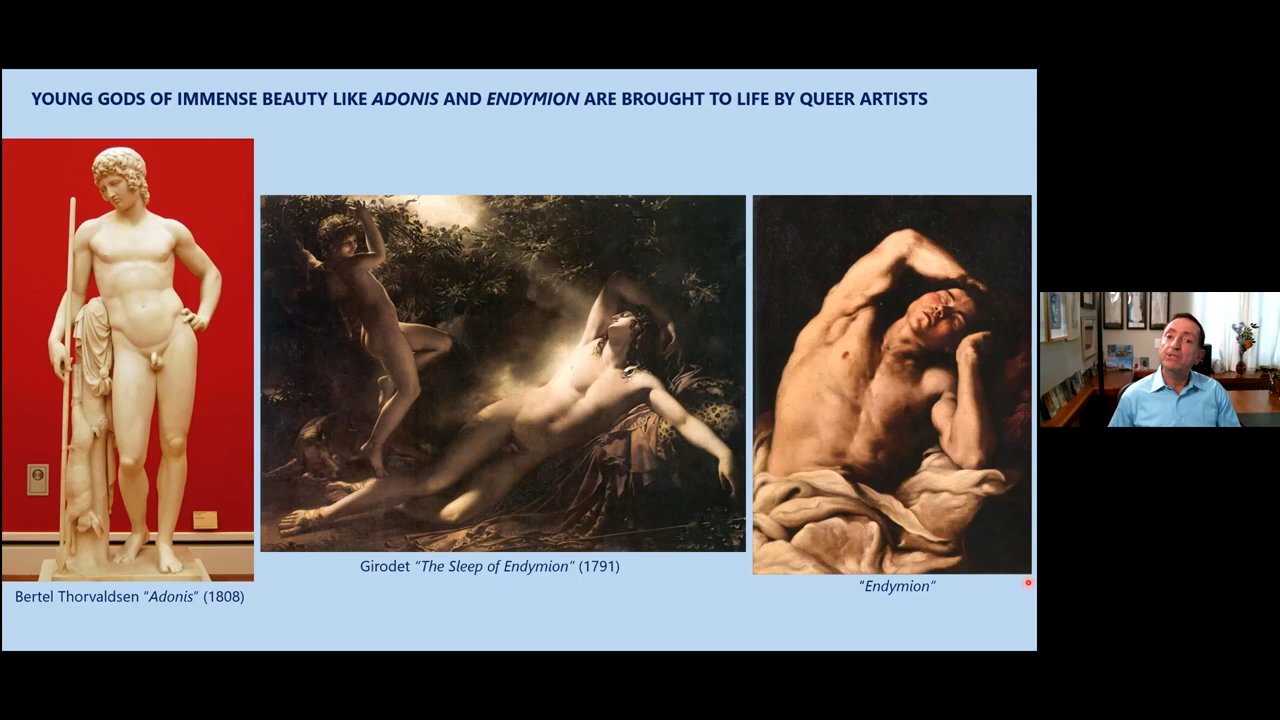 YOUNG GODS OF IMMENSE BEAUTY LIKE ADONIS AND ENDYMION ARE BROUGHT TO LIFE BY QUEER ARTISTS
Bertel Thorvaldsen “Adonis” (1808)
Girodet “The Sleep of Endymion” (1791)
“Endymion”